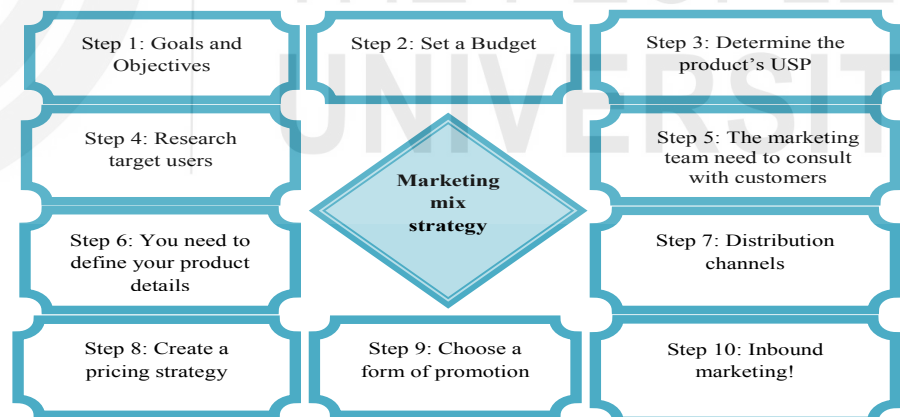 THE PEOPLE'
UNIVERSIT
Step 1: Goals and
Objectives
Step 2: Set a Budget
Step 3: Determine the
product's USP
Step 4: Research
target users
Marketing
mix
strategy
Step 5: The marketing
team need to consult
with customers
Step 6: You need to
define your product
details
Step 7: Distribution
channels
Step 8: Create a
pricing strategy
Step 9: Choose a
form of promotion
Step 10: Inbound
marketing!